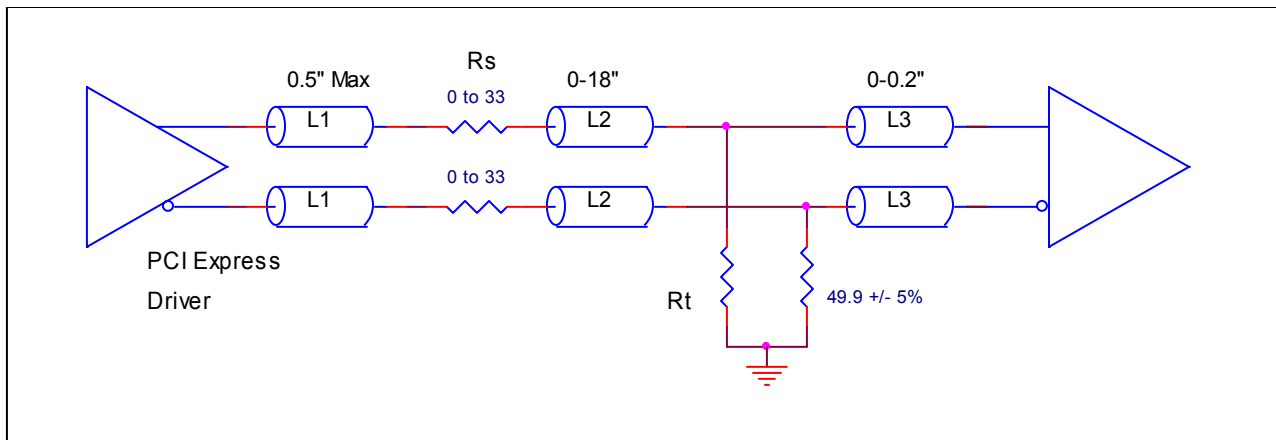 Rs
0.5" Max
0-18"
0-0.2"
0 to 33
L1
L2
L3
0 to 33
L1
L2
L3
PCI Express
Driver
Rt
49.9 +/- 5%